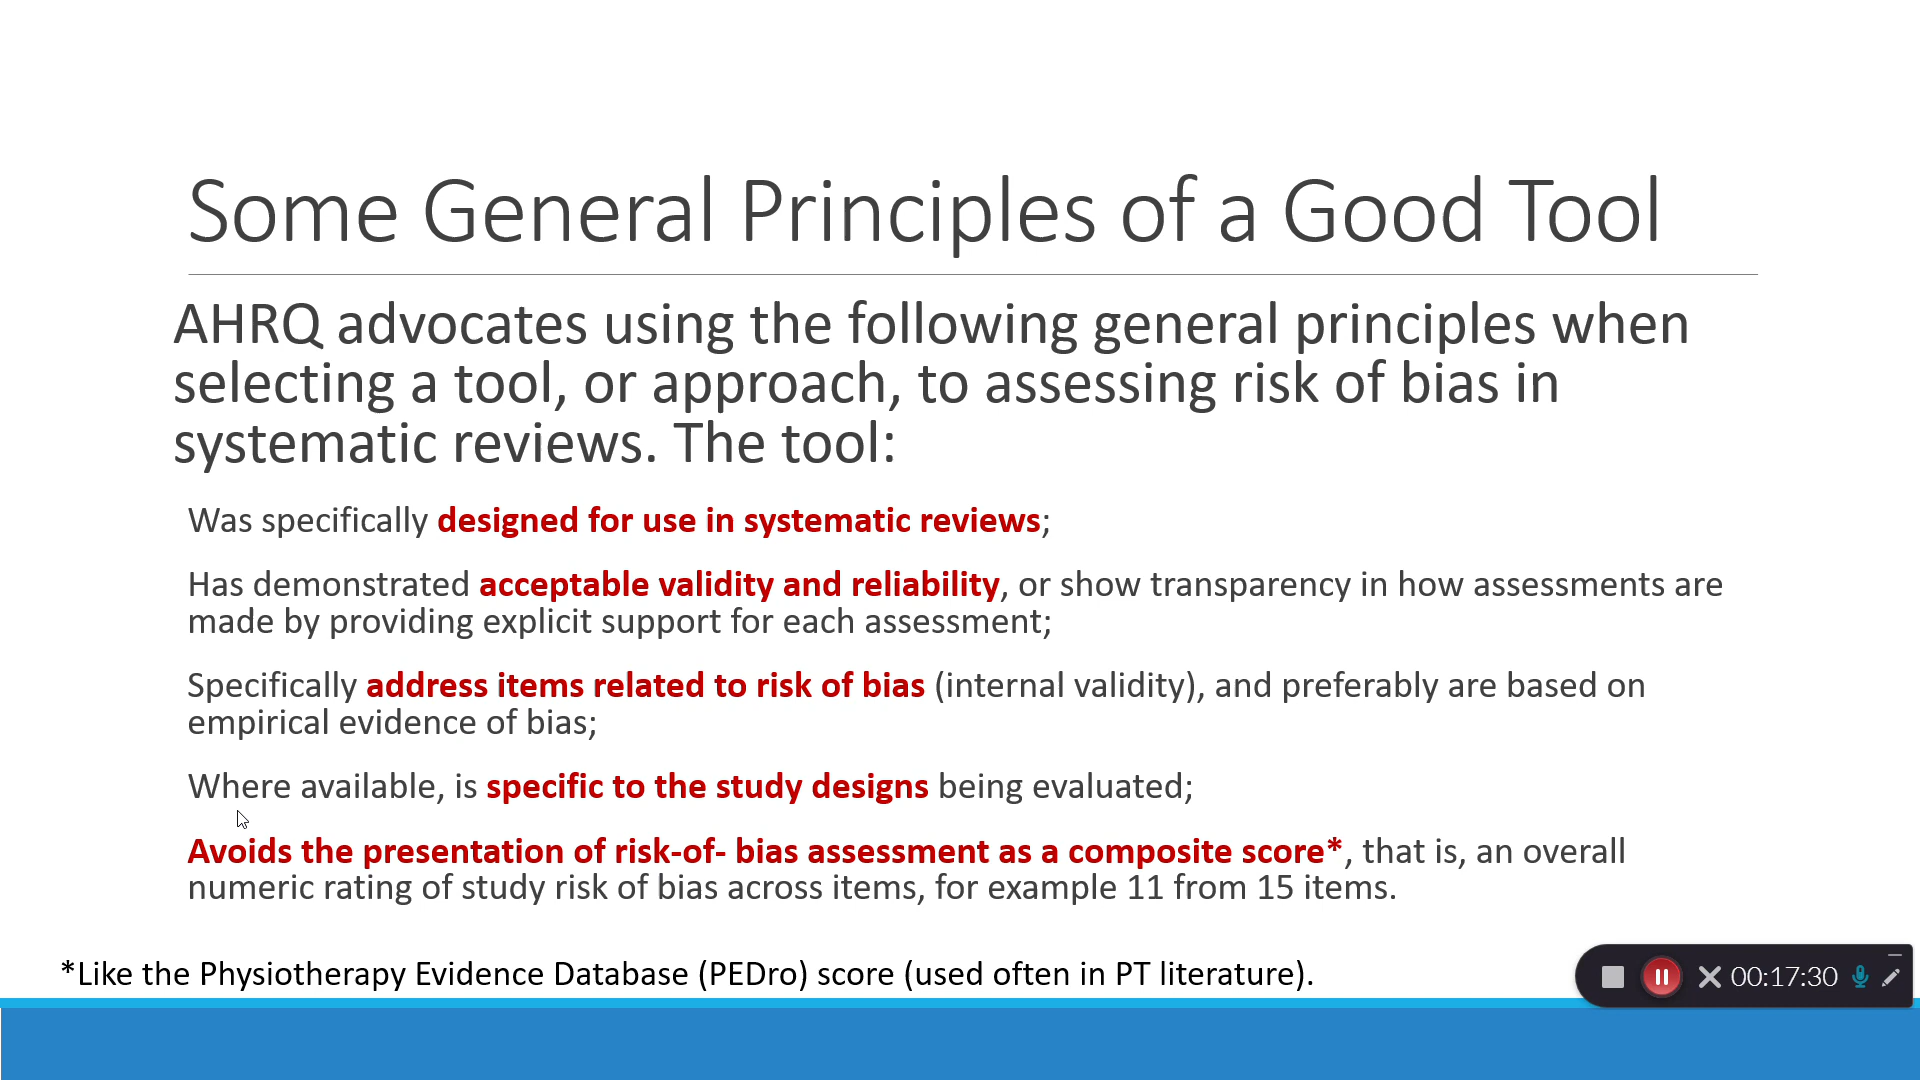 Some General Principles of a Good Tool
AHRQ advocates using the following general principles when
selecting a tool, or approach, to assessing risk of bias in
systematic reviews. The tool:
Was specifically designed for use in systematic reviews;
Has demonstrated acceptable validity and reliability, or show transparency in how assessments are
made by providing explicit support for each assessment;
Specifically address items related to risk of bias (internal validity), and preferably are based on
empirical evidence of bias;
Where available, is specific to the study designs being evaluated;
Avoids the presentation of risk-of- bias assessment as a composite score*, that is, an overall
numeric rating of study risk of bias across items, for example 11 from 15 items.
*Like the Physiotherapy Evidence Database (PEDro) score (used often in PT literature).
00:17:30